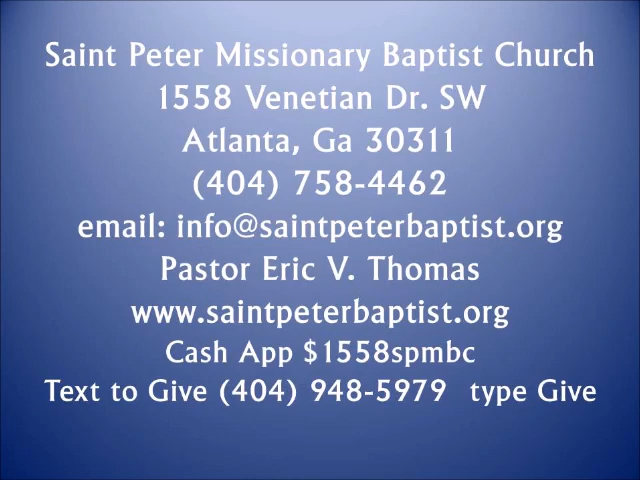 Saint Peter Missionary Baptist Church
1558 Venetian Dr. SW
Atlanta, Ga 30311
(404) 758-4462
email: info@saintpeterbaptist.org
Pastor Eric V. Thomas
www.saintpeterbaptist.org
Cash App $1558spmbc
Text to Give (404) 948-5979 type Give